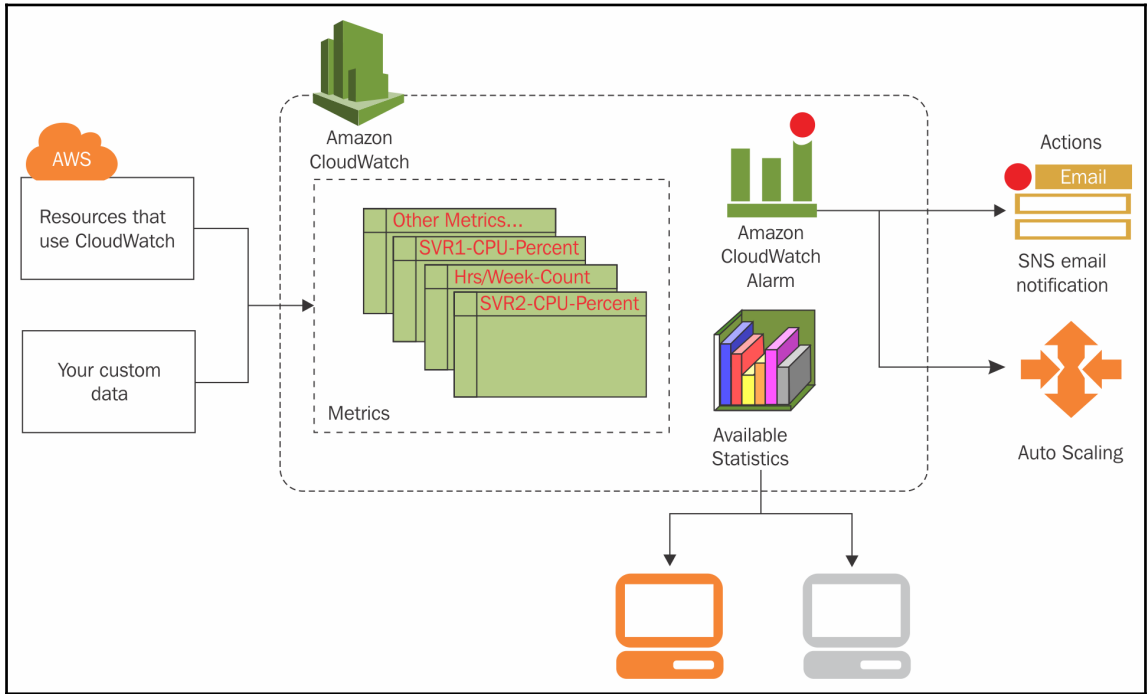 Amazon
CloudWatch
AWS
Resources that
use CloudWatch
Your custom
data
Other Metrics...
SVR1-CPU-Percent
Hrs/Week-Count
SVR2-CPU-Percent
Metrics
Amazon
CloudWatch
Alarm
Available
Statistics
Actions
Email
SNS email
notification
Auto Scaling